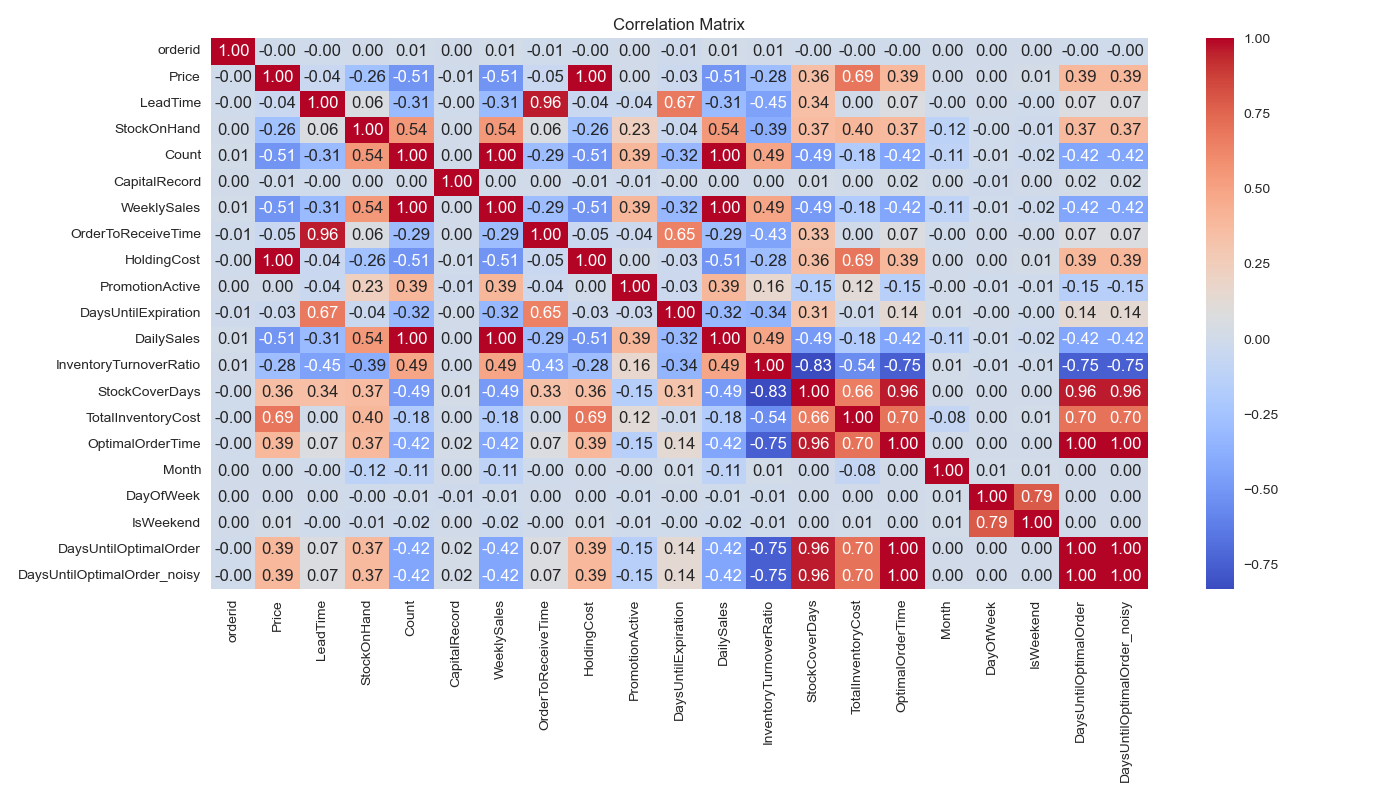 Correlation Matrix
orderid 1.00 -0.00 -0.00 0.00 0.01 0.00 0.01 -0.01 -0.00 0.00 -0.01 0.01 0.01 -0.00 -0.00 -0.00 0.00 0.00 0.00 -0.00 -0.00 1.00
Price -0.00 1.00 -0.04 -0.26 -0.51 -0.01 -0.51 -0.05 1.00 0.00 -0.03 -0.51 -0.28 0.36 0.69 0.39 0.00 0.00 0.01 0.39 0.39
LeadTime -0.00 -0.04 1.00 0.06 -0.31 -0.00 -0.31 0.96 -0.04 -0.04 0.67 -0.31 -0.45 0.34 0.00 0.07 -0.00 0.00 -0.00 0.07 0.07 0.75
StockOnHand 0.00 -0.26 0.06 1.00 0.54 0.00 0.54 0.06 -0.26 0.23 -0.04 0.54 -0.39 0.37 0.40 0.37 -0.12 -0.00 -0.01 0.37 0.37
Count 0.01 -0.51 -0.31 0.54 1.00 0.00 1.00 -0.29 -0.51 0.39 -0.32 1.00 0.49 -0.49 -0.18 -0.42 -0.11 -0.01 -0.02 -0.42 -0.42
CapitalRecord 0.00 -0.01 -0.00 0.00 0.00 1.00 0.00 0.00 -0.01 -0.01 -0.00 0.00 0.00 0.01 0.00 0.02 0.00 -0.01 0.00 0.02 0.02 0.50
WeeklySales 0.01 -0.51 -0.31 0.54 1.00 0.00 1.00 -0.29 -0.51 0.39 -0.32 1.00 0.49 -0.49 -0.18 -0.42 -0.11 -0.01 -0.02 -0.42 -0.42
OrderToReceiveTime -0.01 -0.05 0.96 0.06 -0.29 0.00 -0.29 1.00 -0.05 -0.04 0.65 -0.29 -0.43 0.33 0.00 0.07 -0.00 0.00 -0.00 0.07 0.07
HoldingCost -0.00 1.00 -0.04 -0.26 -0.51 -0.01 -0.51 -0.05 1.00 0.00 -0.03 -0.51 -0.28 0.36 0.69 0.39 0.00 0.00 0.01 0.39 0.39 0.25
PromotionActive 0.00 0.00 -0.04 0.23 0.39 -0.01 0.39 -0.04 0.00 1.00 -0.03 0.39 0.16 -0.15 0.12 -0.15 -0.00 -0.01 -0.01 -0.15 -0.15
DaysUntilExpiration -0.01 -0.03 0.67 -0.04 -0.32 -0.00 -0.32 0.65 -0.03 -0.03 1.00 -0.32 -0.34 0.31 -0.01 0.14 0.01 -0.00 -0.00 0.14 0.14
DailySales 0.01 -0.51 -0.31 0.54 1.00 0.00 1.00 -0.29 -0.51 0.39 -0.32 1.00 0.49 -0.49 -0.18 -0.42 -0.11 -0.01 -0.02 -0.42 -0.42 0.00
InventoryTurnoverRatio 0.01 -0.28 -0.45 -0.39 0.49 0.00 0.49 -0.43 -0.28 0.16 -0.34 0.49 1.00 -0.83 -0.54 -0.75 0.01 -0.01 -0.01 -0.75 -0.75
StockCoverDays -0.00 0.36 0.34 0.37 -0.49 0.01 -0.49 0.33 0.36 -0.15 0.31 -0.49 -0.83 1.00 0.66 0.96 0.00 0.00 0.00 0.96 0.96
TotalInventoryCost -0.00 0.69 0.00 0.40 -0.18 0.00 -0.18 0.00 0.69 0.12 -0.01 -0.18 -0.54 0.66 1.00 0.70 -0.08 0.00 0.01 0.70 0.70 −0.25
OptimalOrderTime -0.00 0.39 0.07 0.37 -0.42 0.02 -0.42 0.07 0.39 -0.15 0.14 -0.42 -0.75 0.96 0.70 1.00 0.00 0.00 0.00 1.00 1.00
Month 0.00 0.00 -0.00 -0.12 -0.11 0.00 -0.11 -0.00 0.00 -0.00 0.01 -0.11 0.01 0.00 -0.08 0.00 1.00 0.01 0.01 0.00 0.00
DayOfWeek 0.00 0.00 0.00 -0.00 -0.01 -0.01 -0.01 0.00 0.00 -0.01 -0.00 -0.01 -0.01 0.00 0.00 0.00 0.01 1.00 0.79 0.00 0.00 −0.50
IsWeekend 0.00 0.01 -0.00 -0.01 -0.02 0.00 -0.02 -0.00 0.01 -0.01 -0.00 -0.02 -0.01 0.00 0.01 0.00 0.01 0.79 1.00 0.00 0.00
DaysUntilOptimalOrder -0.00 0.39 0.07 0.37 -0.42 0.02 -0.42 0.07 0.39 -0.15 0.14 -0.42 -0.75 0.96 0.70 1.00 0.00 0.00 0.00 1.00 1.00 −0.75
DaysUntilOptimalOrder_noisy -0.00 0.39 0.07 0.37 -0.42 0.02 -0.42 0.07 0.39 -0.15 0.14 -0.42 -0.75 0.96 0.70 1.00 0.00 0.00 0.00 1.00 1.00
orderid
Price
LeadTime
StockOnHand
Count
CapitalRecord
WeeklySales
OrderToReceiveTime
HoldingCost
PromotionActive
DaysUntilExpiration
DailySales
InventoryTurnoverRatio
StockCoverDays
TotalInventoryCost
OptimalOrderTime
Month
DayOfWeek
IsWeekend
DaysUntilOptimalOrder
DaysUntilOptimalOrder_noisy